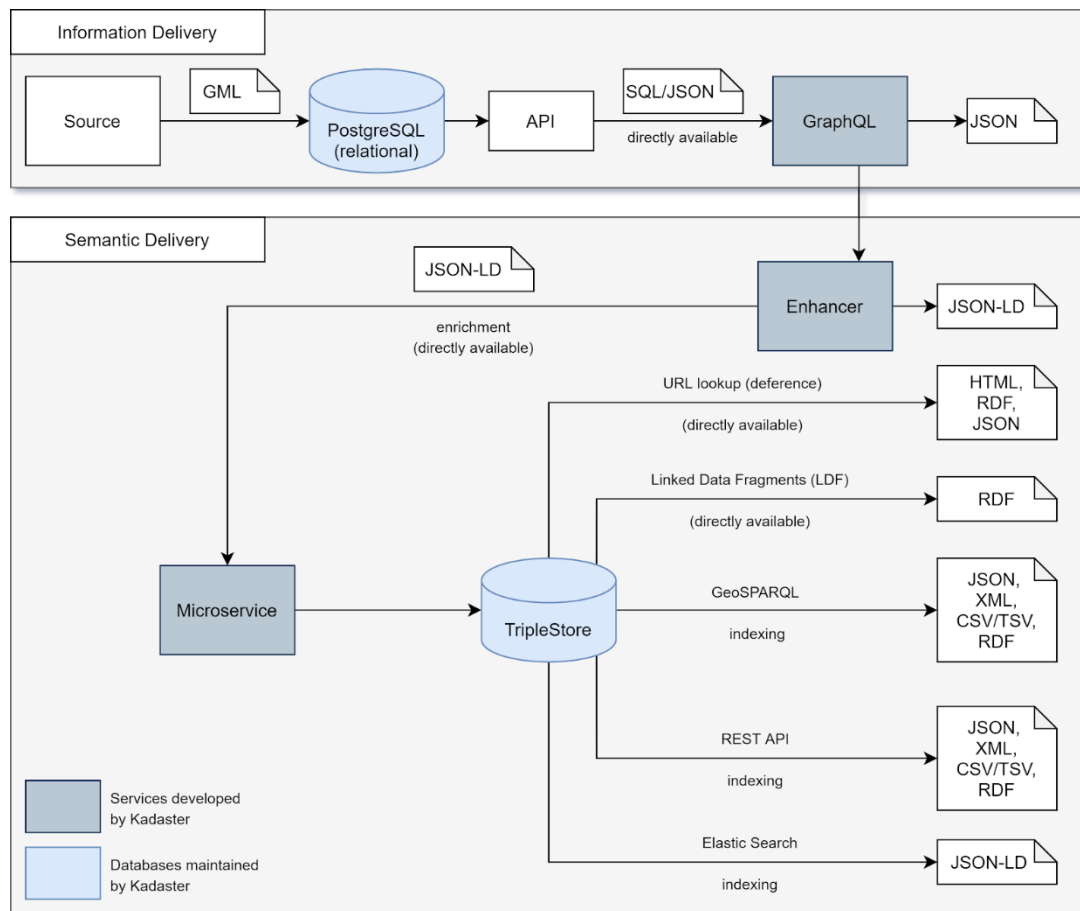 Information Delivery
Source
GML
PostgreSQL
(relational)
API
SQL/JSON
directly available
GraphQL
JSON
Semantic Delivery
JSON-LD
enrichment
(directly available)
Enhancer
JSON-LD
URL lookup (deference)
(directly available)
HTML,
RDF,
JSON
Linked Data Fragments (LDF)
(directly available)
RDF
Microservice
TripleStore
GeoSPARQL
indexing
JSON,
XML,
CSV/TSV,
RDF
REST API
indexing
JSON,
XML,
CSV/TSV,
RDF
Elastic Search
indexing
JSON-LD
Services developed
by Kadaster
Databases maintained
by Kadaster